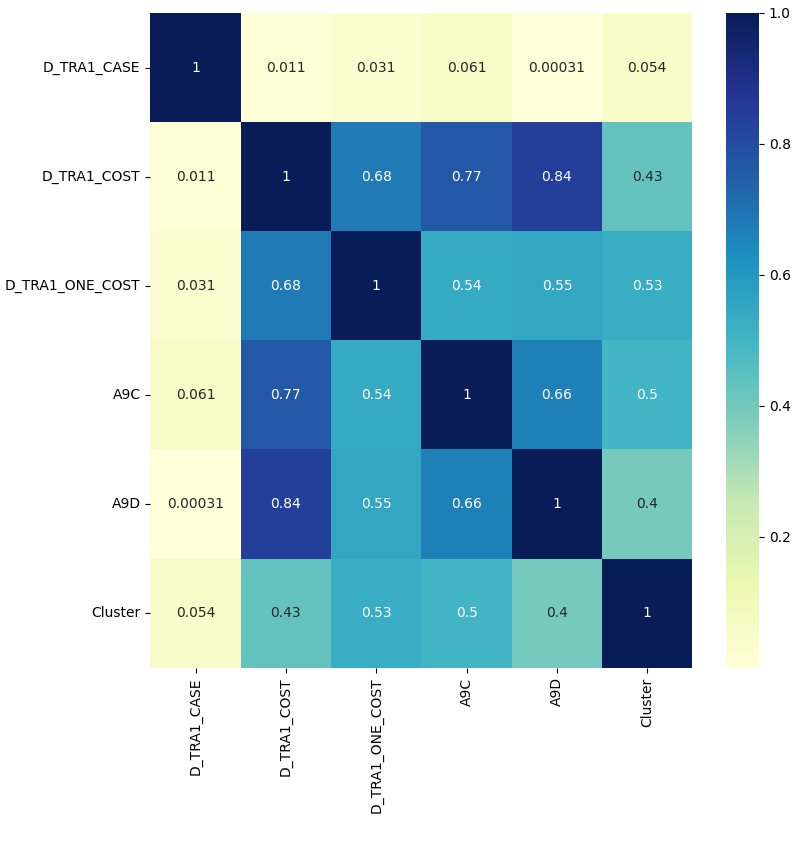 1.0
D_TRA1_CASE 1 0.011 0.031 0.061 0.00031 0.054
0.8
D_TRA1_COST 0.011 1 0.68 0.77 0.84 0.43
0.6
D_TRA1_ONE_COST 0.031 0.68 1 0.54 0.55 0.53
A9C 0.061 0.77 0.54 1 0.66 0.5
0.4
A9D 0.00031 0.84 0.55 0.66 1 0.4
0.2
Cluster 0.054 0.43 0.53 0.5 0.4 1
D_TRA1_CASE
D_TRA1_COST
D_TRA1_ONE_COST
A9C
A9D
Cluster